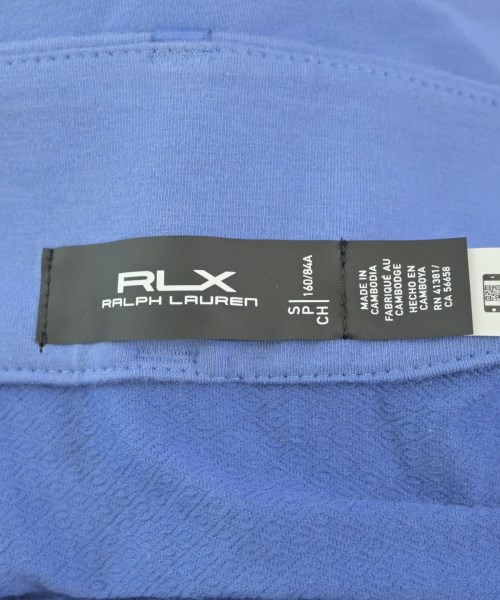 RLX
RALPH LAUREN
S
P
CH
160/84A
MADE IN
CAMBODIA
FABRIQUÉ AU
CAMBODGE
HECHO EN
CAMBOYA
RN 41381/
CA 56658